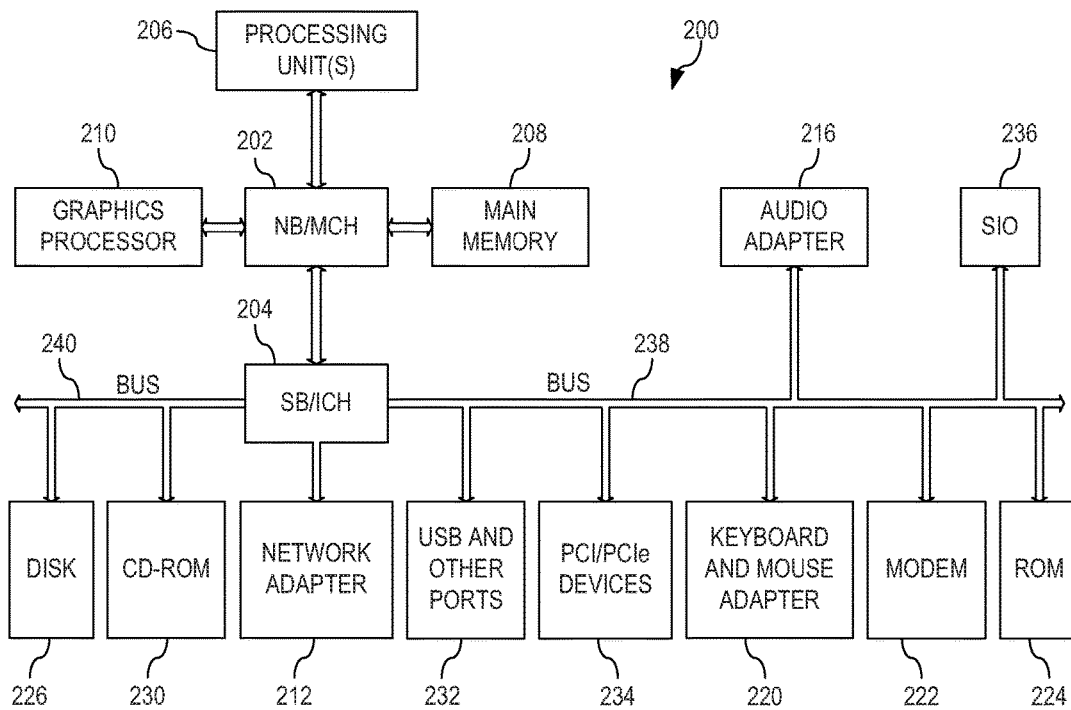 206
PROCESSING
UNIT(S)
200
210
202
208
216
236
GRAPHICS
PROCESSOR
NB/MCH
MAIN
MEMORY
AUDIO
ADAPTER
SIO
204
240
238
BUS
BUS
SB/ICH
DISK
CD-ROM
NETWORK
ADAPTER
USB AND
OTHER
PORTS
PCI/PCIe
DEVICES
KEYBOARD
AND MOUSE
ADAPTER
MODEM
ROM
226
230
212
232
234
220
222
224